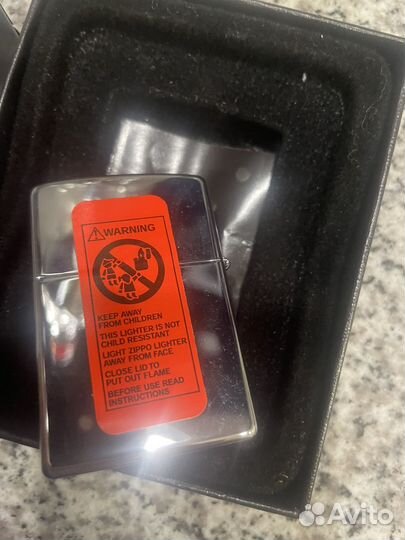 WARNING
KEEP AWAY
FROM CHILDREN
THIS LIGHTER IS NOT
CHILD RESISTANT
LIGHT ZIPPO LIGHTER
AWAY FROM FACE
CLOSE LID TO
PUT OUT FLAME
BEFORE USE READ
INSTRUCTIONS
Avito